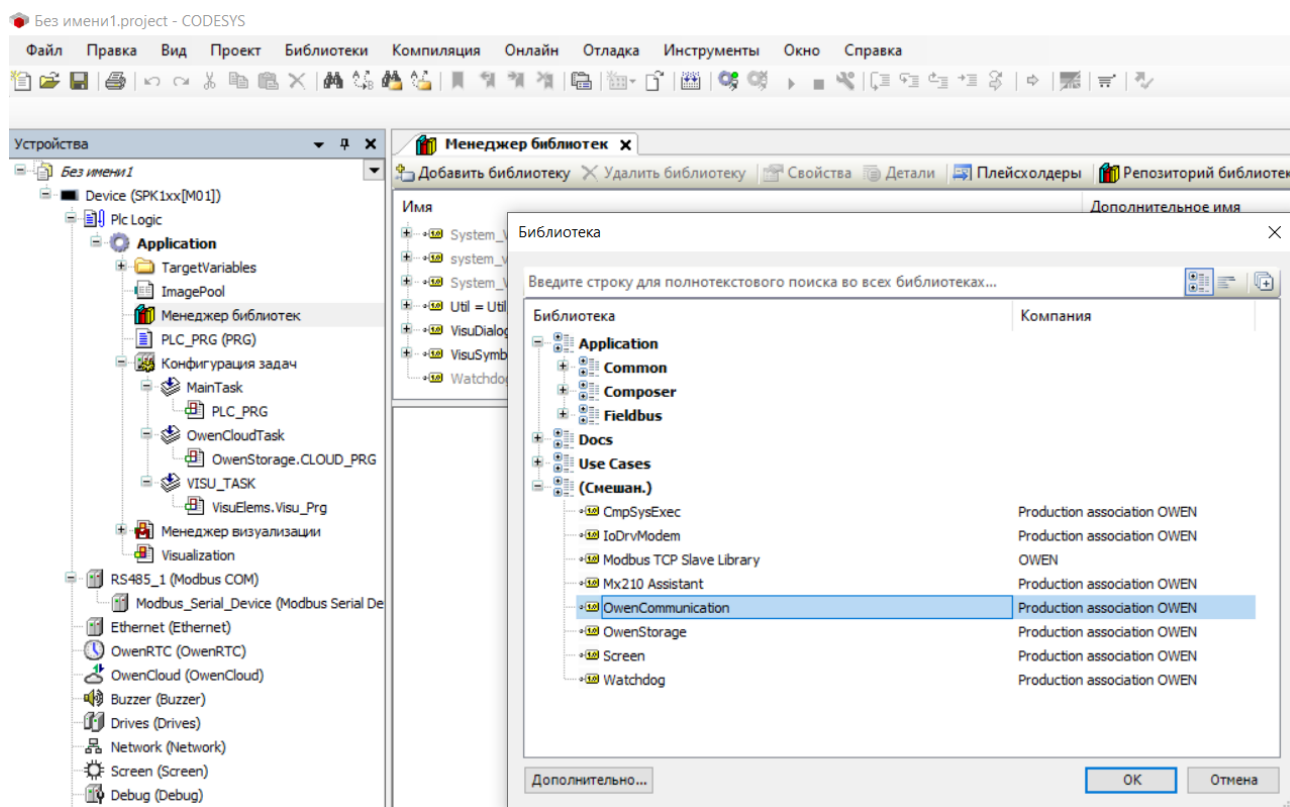 Без имени1.project - CODESYS
Файл Правка Вид Проект Библиотеки Компиляция Онлайн Отладка Инструменты Окно Справка
Устройства
Без имени1
Device (SPK1xx[M01])
Plc Logic
Application
TargetVariables
ImagePool
Менеджер библиотек
PLC_PRG (PRG)
Конфигурация задач
MainTask
PLC_PRG
OwenCloudTask
OwenStorage.CLOUD_PRG
VISU_TASK
VisuElems.Visu_Prg
Менеджер визуализации
Visualization
RS485_1 (Modbus COM)
Modbus_Serial_Device (Modbus Serial De
Ethernet (Ethernet)
OwenRTC (OwenRTC)
OwenCloud (OwenCloud)
Buzzer (Buzzer)
Drives (Drives)
Network (Network)
Screen (Screen)
Debug (Debug)
Менеджер библиотек
Добавить библиотеку Удалить библиотеку Свойства Детали Плейсхолдеры Репозиторий библиотек
Имя Дополнительное имя
System_V
system_v
System_V
Util = Util
VisuDialog
VisuSymb
Watchdo
Библиотека
Введите строку для полнотекстового поиска во всех библиотеках...
Библиотека Компания
Application
Common
Composer
Fieldbus
Docs
Use Cases
(Смешан.)
CmpSysExec Production association OWEN
IoDrvModem Production association OWEN
Modbus TCP Slave Library OWEN
Mx210 Assistant Production association OWEN
OwenCommunication Production association OWEN
OwenStorage Production association OWEN
Screen Production association OWEN
Watchdog Production association OWEN
Дополнительно... ОК Отмена